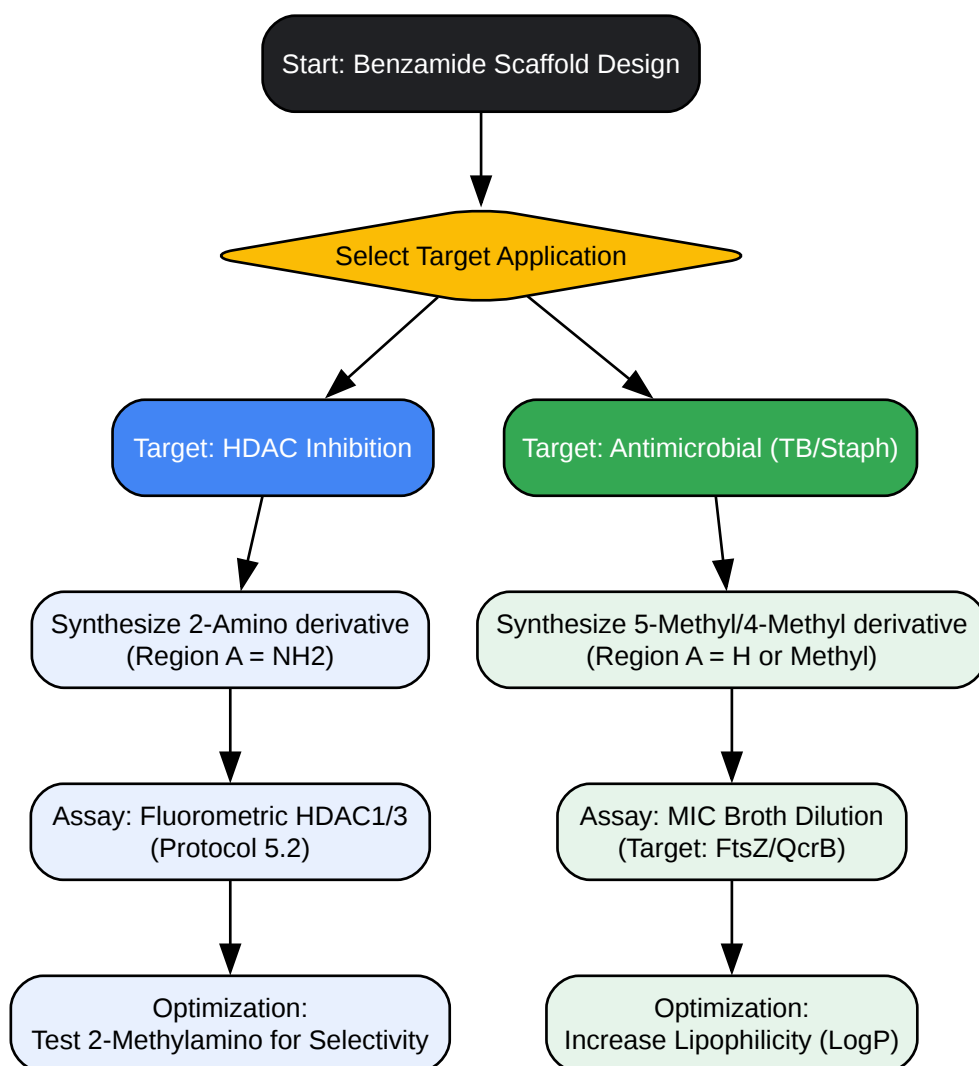 Start: Benzamide Scaffold Design
Select Target Application
Target: HDAC Inhibition
Target: Antimicrobial (TB/Staph)
Synthesize 2-Amino derivative
(Region A = NH2)
Synthesize 5-Methyl/4-Methyl derivative
(Region A = H or Methyl)
Assay: Fluorometric HDAC1/3
(Protocol 5.2)
Assay: MIC Broth Dilution
(Target: FtsZ/QcrB)
Optimization:
Test 2-Methylamino for Selectivity
Optimization:
Increase Lipophilicity (LogP)